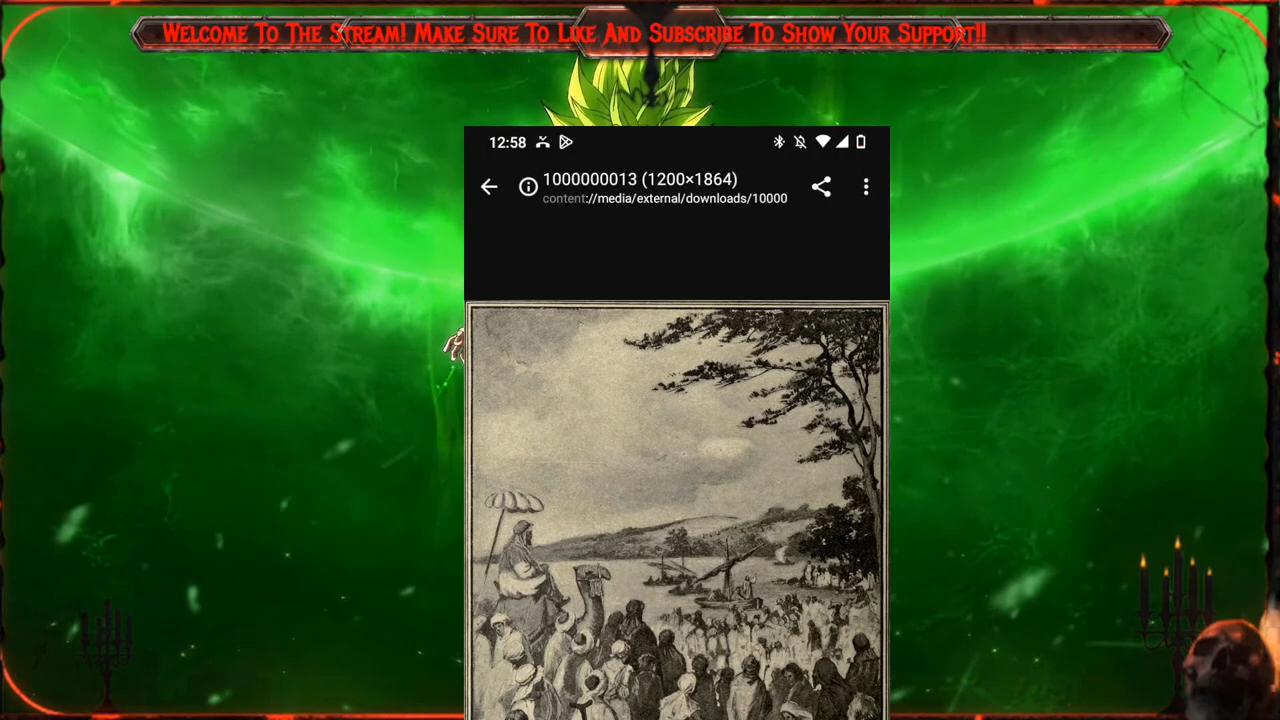 Welcome To The Stream! Make Sure To Like And Subscribe To Show Your Support!!
12:58
1000000013 (1200×1864)
content://media/external/downloads/10000